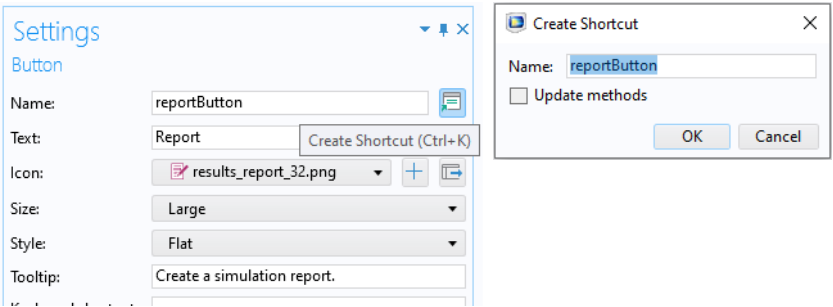 Settings
Button
Name: reportButton
Text: Report
Create Shortcut (Ctrl+K)
Icon: results_report_32.png
Size: Large
Style: Flat
Tooltip: Create a simulation report.
Create Shortcut
Name: reportButton
Update methods
OK Cancel